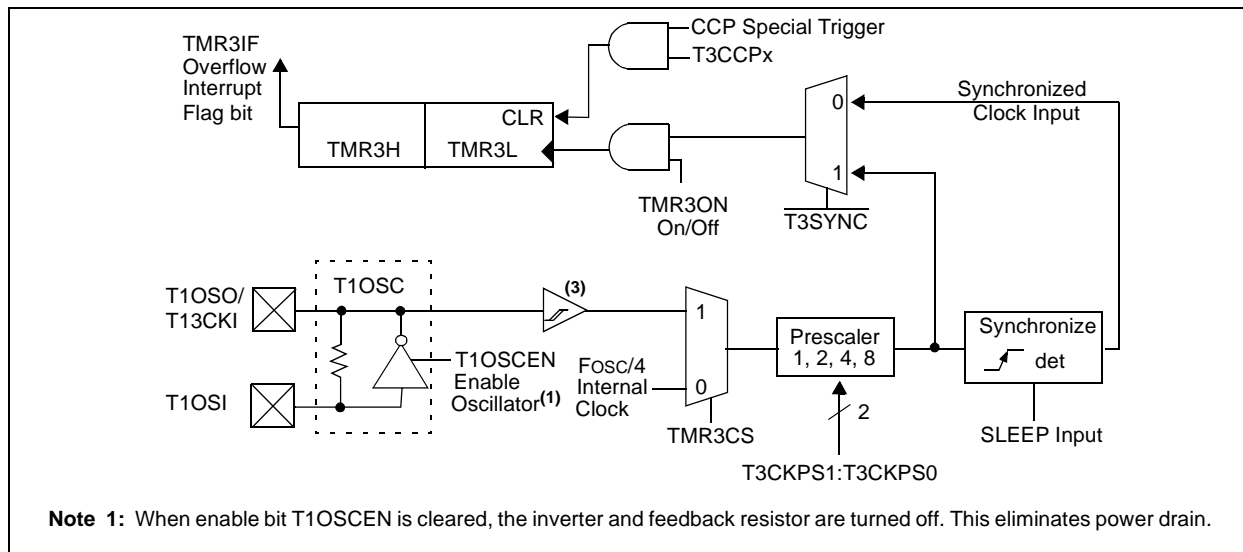 CCP Special Trigger
T3CCPx
TMR3IF
Overflow
Interrupt
Flag bit
CLR
TMR3H
TMR3L
TMR3ON
On/Off
0
1
T3SYNC
Synchronized
Clock Input
T1OSO/
T13CKI
T1OSI
T1OSC
T1OSCEN
Enable
Oscillator(1)
(3)
FOSC/4
Internal
Clock
1
0
TMR3CS
Prescaler
1, 2, 4, 8
2
T3CKPS1:T3CKPS0
Synchronize
det
SLEEP Input
Note 1: When enable bit T1OSCEN is cleared, the inverter and feedback resistor are turned off. This eliminates power drain.